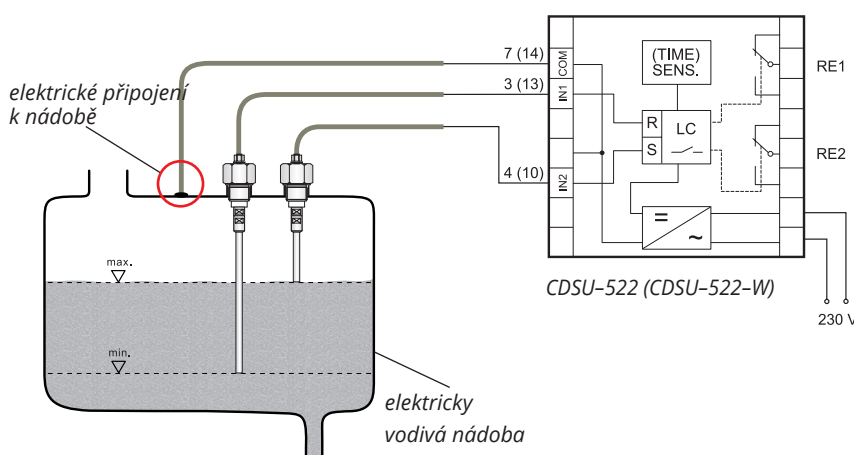 elektrické připojení
k nádobě
max.
min.
elektricky
vodivá nádoba
7 (14)
3 (13)
4 (10)
COM
IN1
IN2
(TIME)
SENS.
R
S
LC
=
~
RE1
RE2
CDSU–522 (CDSU–522–W)
230 V